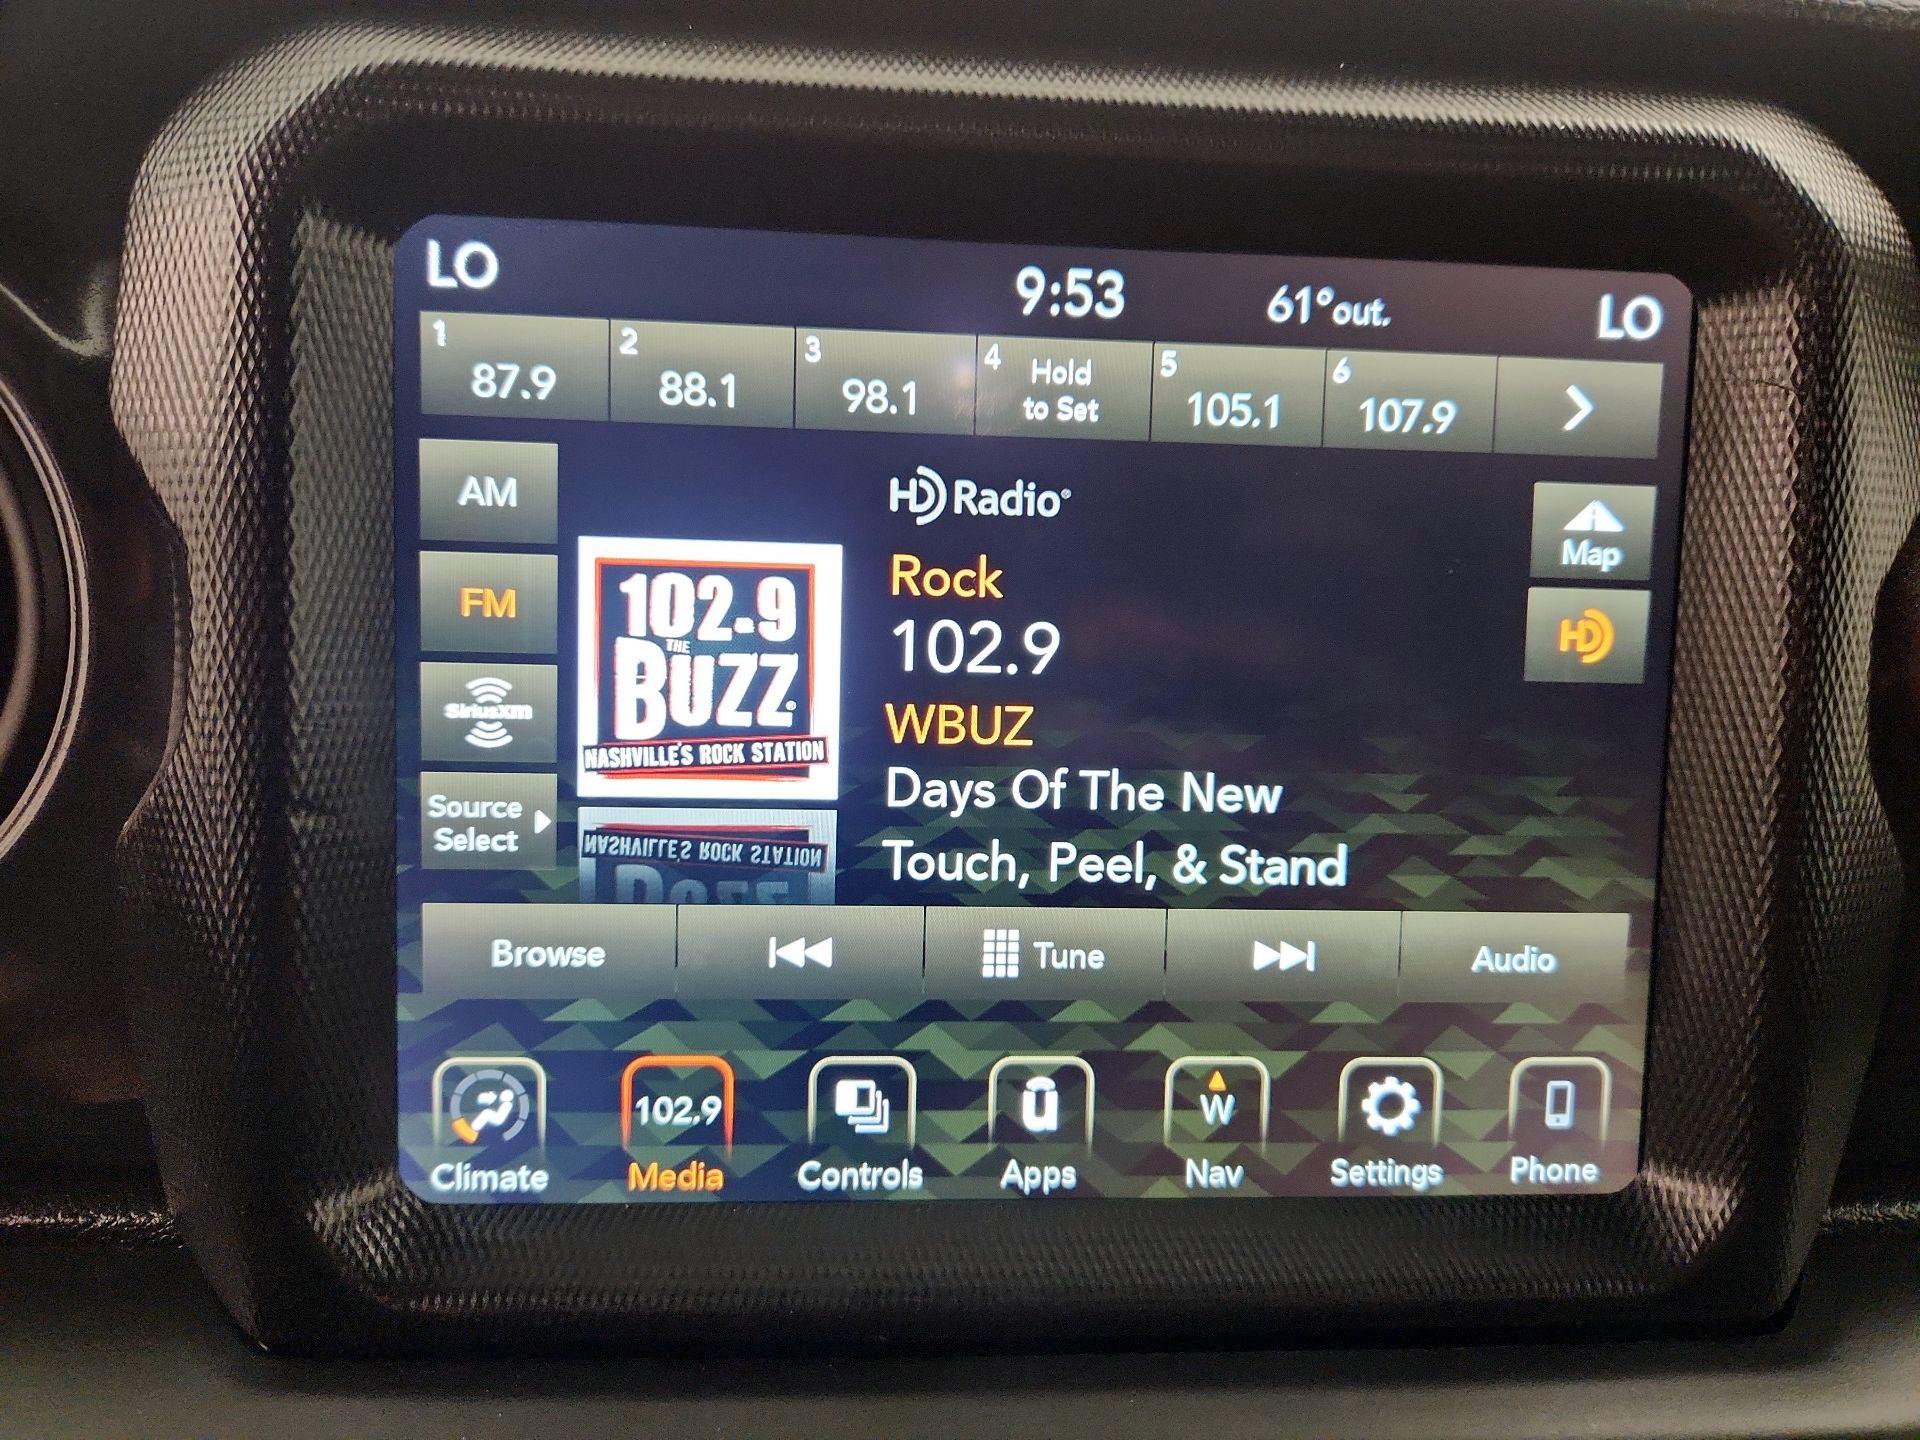 LO 9:53 61°out. LO
1 87.9 2 88.1 3 98.1 4 Hold to Set 5 105.1 6 107.9
AM
FM
SiriusXM
Source
Select
102.9
THE
BUZZ
NASHVILLE'S ROCK STATION
HD Radio®
Rock
102.9
WBUZ
Days Of The New
Touch, Peel, & Stand
Map
HD
Browse Tune Audio
102.9 W
Climate Media Controls Apps Nav Settings Phone